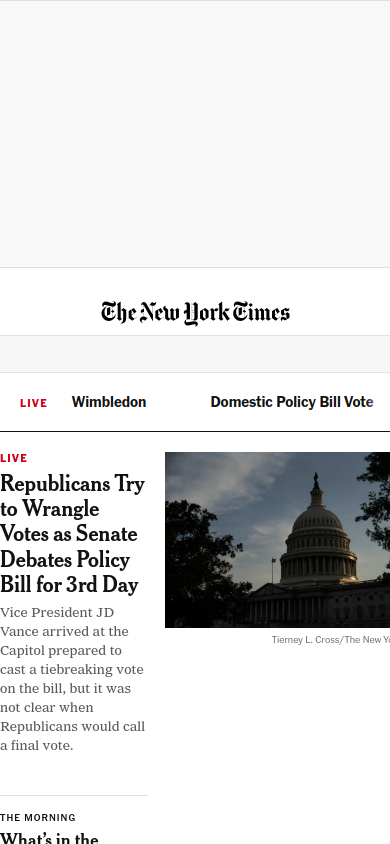 The New York Times
LIVE Wimbledon Domestic Policy Bill Vote
LIVE
Republicans Try
to Wrangle
Votes as Senate
Debates Policy
Bill for 3rd Day
Vice President JD
Vance arrived at the
Capitol prepared to
cast a tiebreaking vote
on the bill, but it was
not clear when
Republicans would call
a final vote.
Tierney L. Cross/The New Yo
THE MORNING
What’s in the